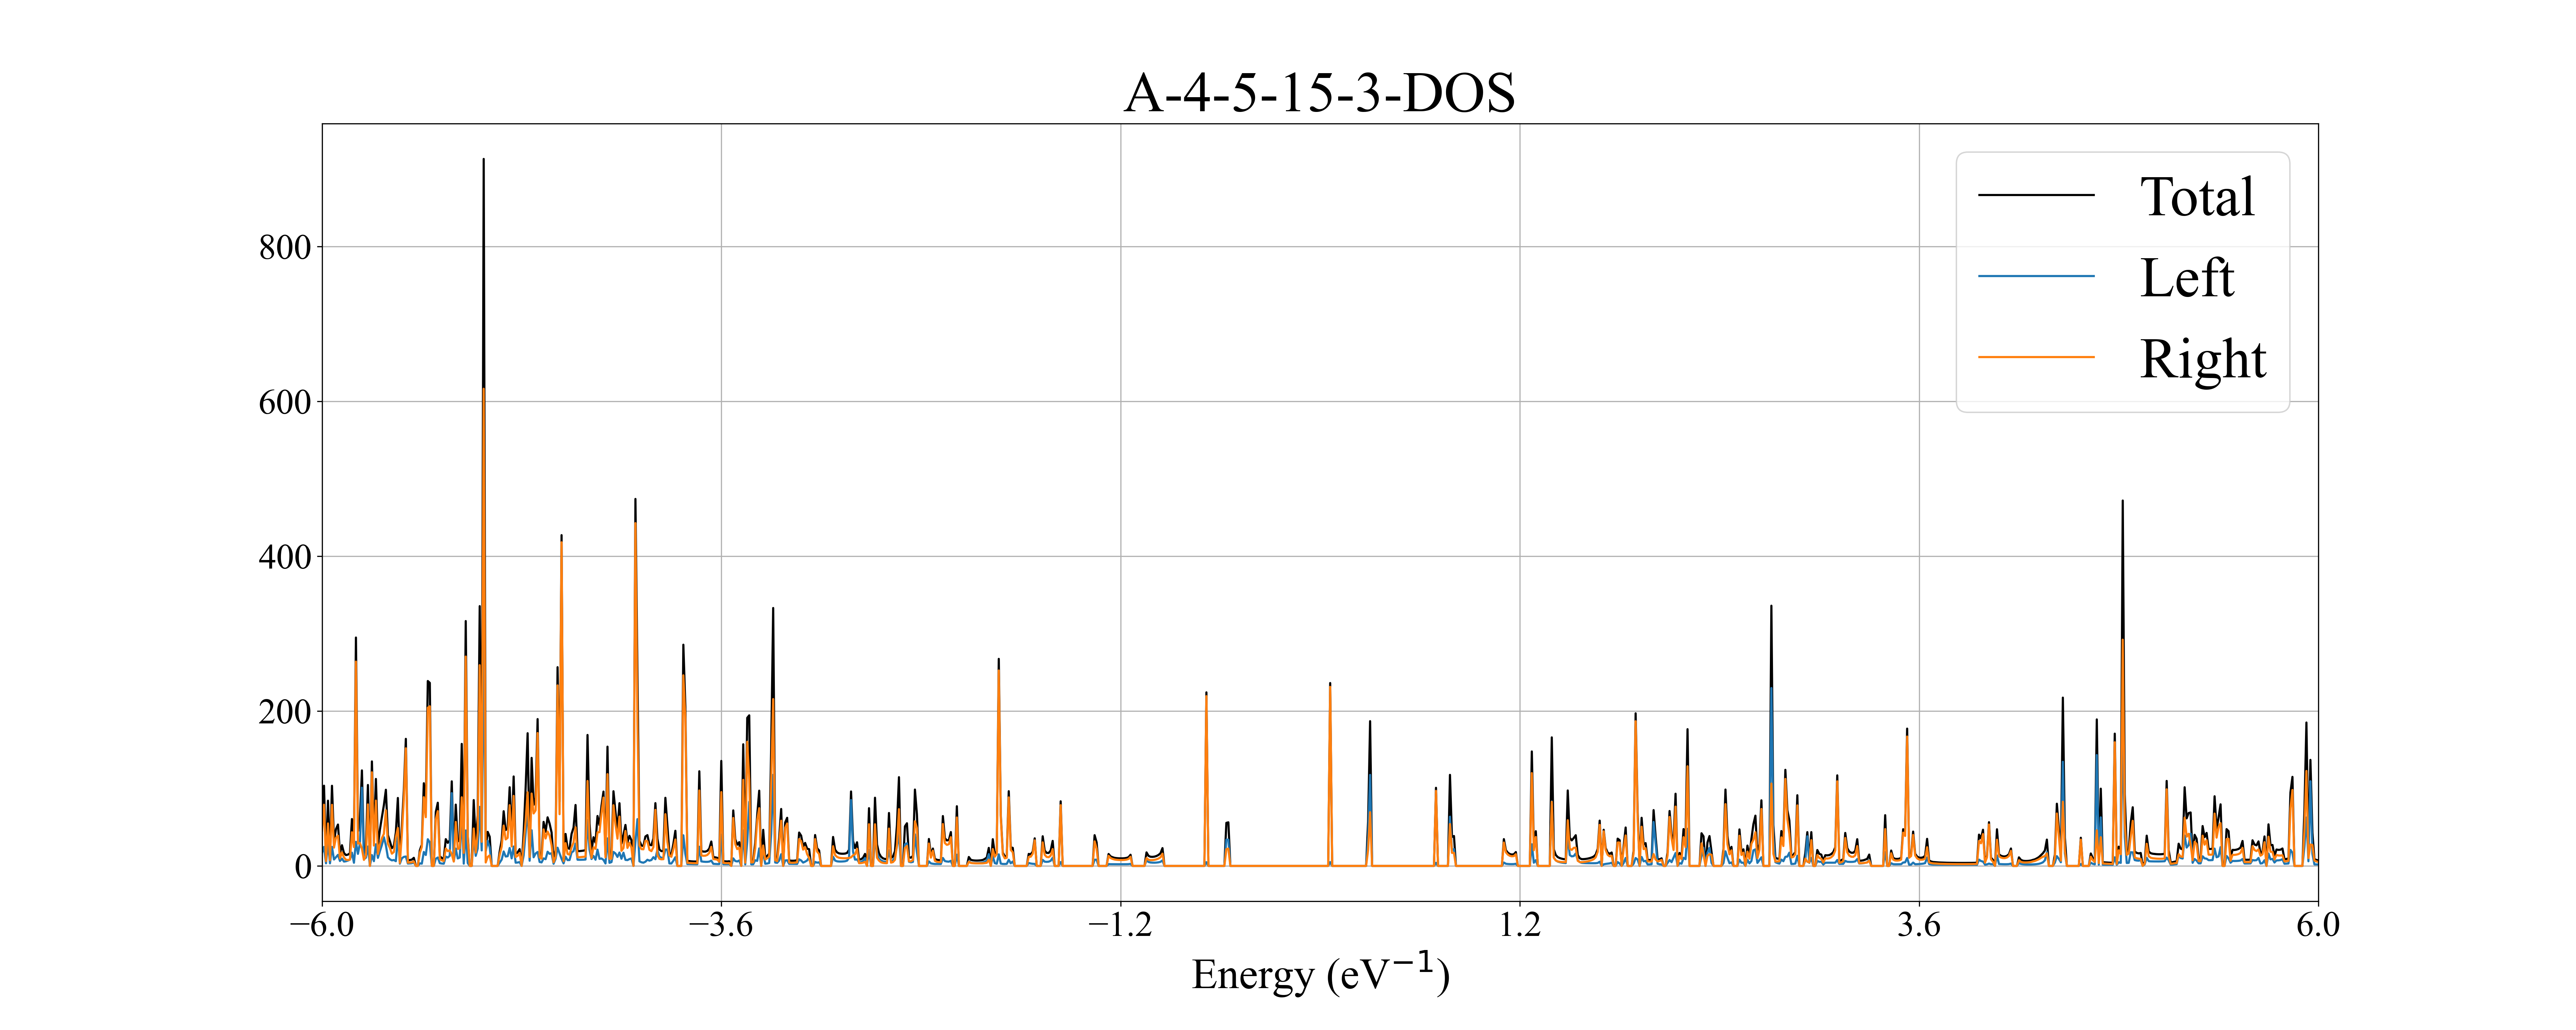 A-4-5-15-3-DOS
Total
Left
Right
800
600
400
200
0
−6.0 −3.6 −1.2 1.2 3.6 6.0
Energy (eV⁻¹)